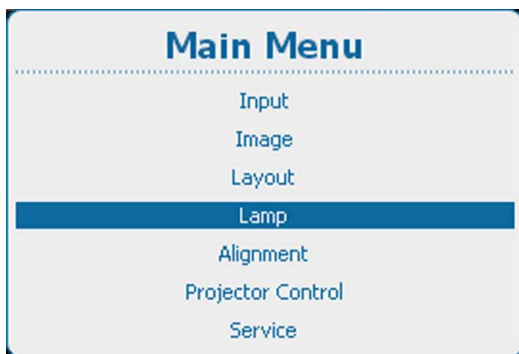 Main Menu
Input
Image
Layout
Lamp
Alignment
Projector Control
Service